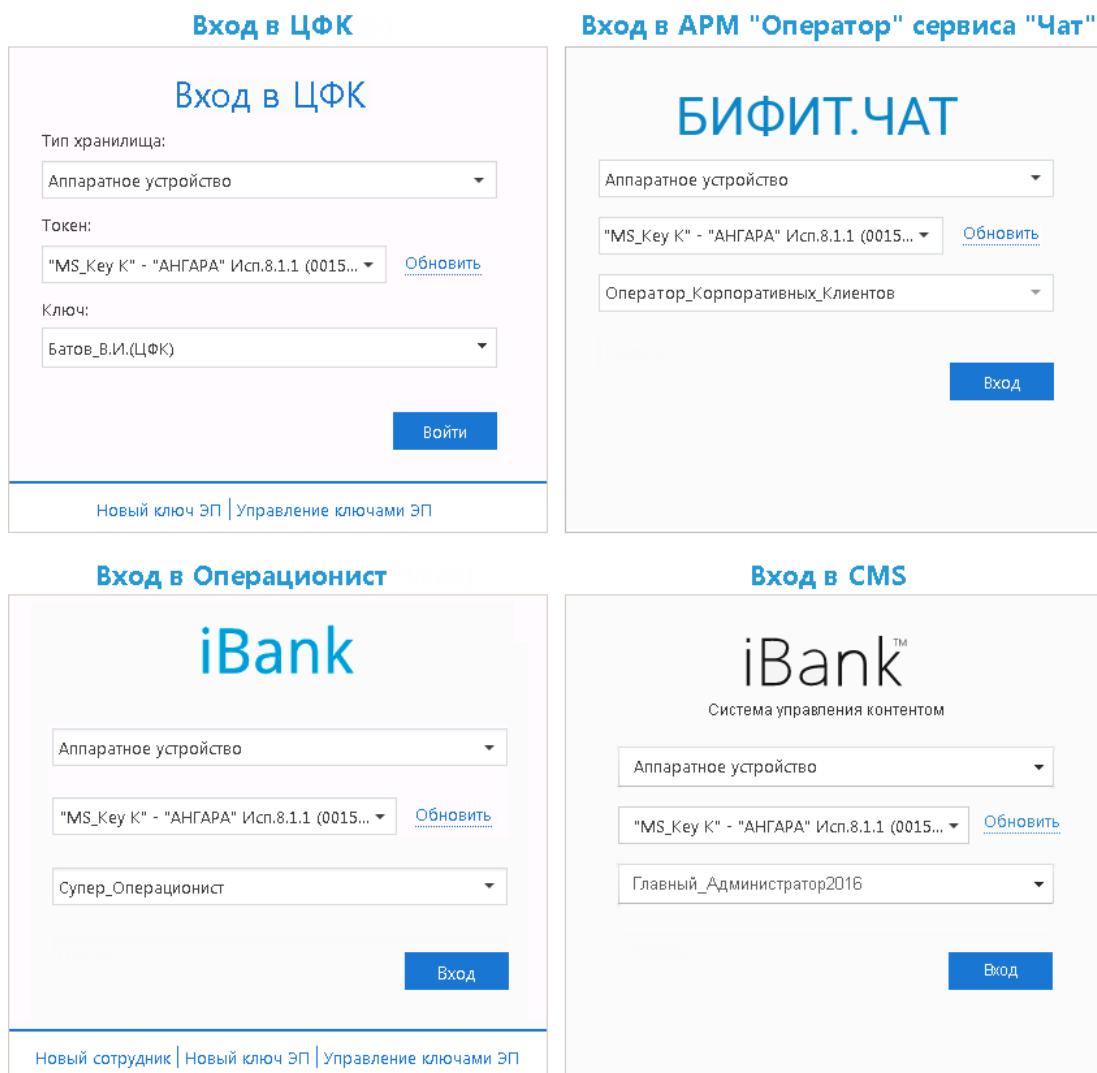 Вход в ЦФК
Вход в ЦФК
Тип хранилища:
Аппаратное устройство
Токен:
"MS_Key K" - "АНГАРА" Исп.8.1.1 (0015... Обновить
Ключ:
Батов_В.И.(ЦФК)
Войти
Новый ключ ЭП | Управление ключами ЭП
Вход в АРМ "Оператор" сервиса "Чат"
БИФИТ.ЧАТ
Аппаратное устройство
"MS_Key K" - "АНГАРА" Исп.8.1.1 (0015... Обновить
Оператор_Корпоративных_Клиентов
Вход
Вход в Операционист
iBank
Аппаратное устройство
"MS_Key K" - "АНГАРА" Исп.8.1.1 (0015... Обновить
Супер_Операционист
Вход
Новый сотрудник | Новый ключ ЭП | Управление ключами ЭП
Вход в CMS
iBank™
Система управления контентом
Аппаратное устройство
"MS_Key K" - "АНГАРА" Исп.8.1.1 (0015... Обновить
Главный_Администратор2016
Вход